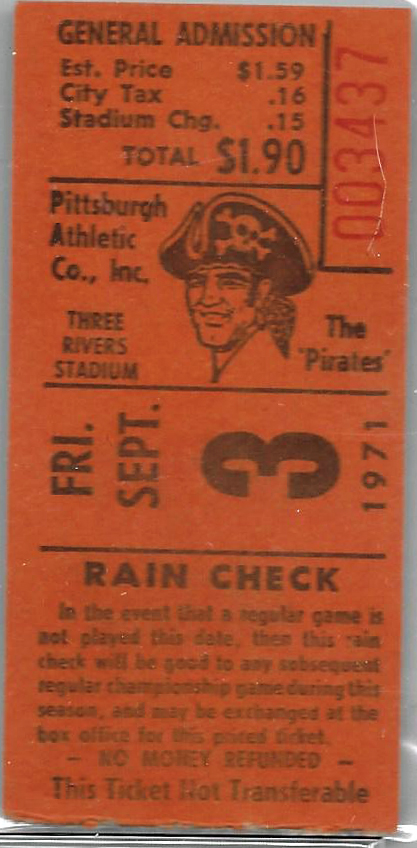 GENERAL ADMISSION
Est. Price $1.59
City Tax .16
Stadium Chg. .15
TOTAL $1.90
003437
Pittsburgh
Athletic
Co., Inc.
THREE
RIVERS
STADIUM
The
'Pirates'
FRI.
SEPT.
3
1971
RAIN CHECK
In the event that a regular game is
not played this date, then this rain
check will be good to any subsequent
regular championship game during this
season, and may be exchanged at the
box office for this priced ticket.
- NO MONEY REFUNDED -
This Ticket Not Transferable